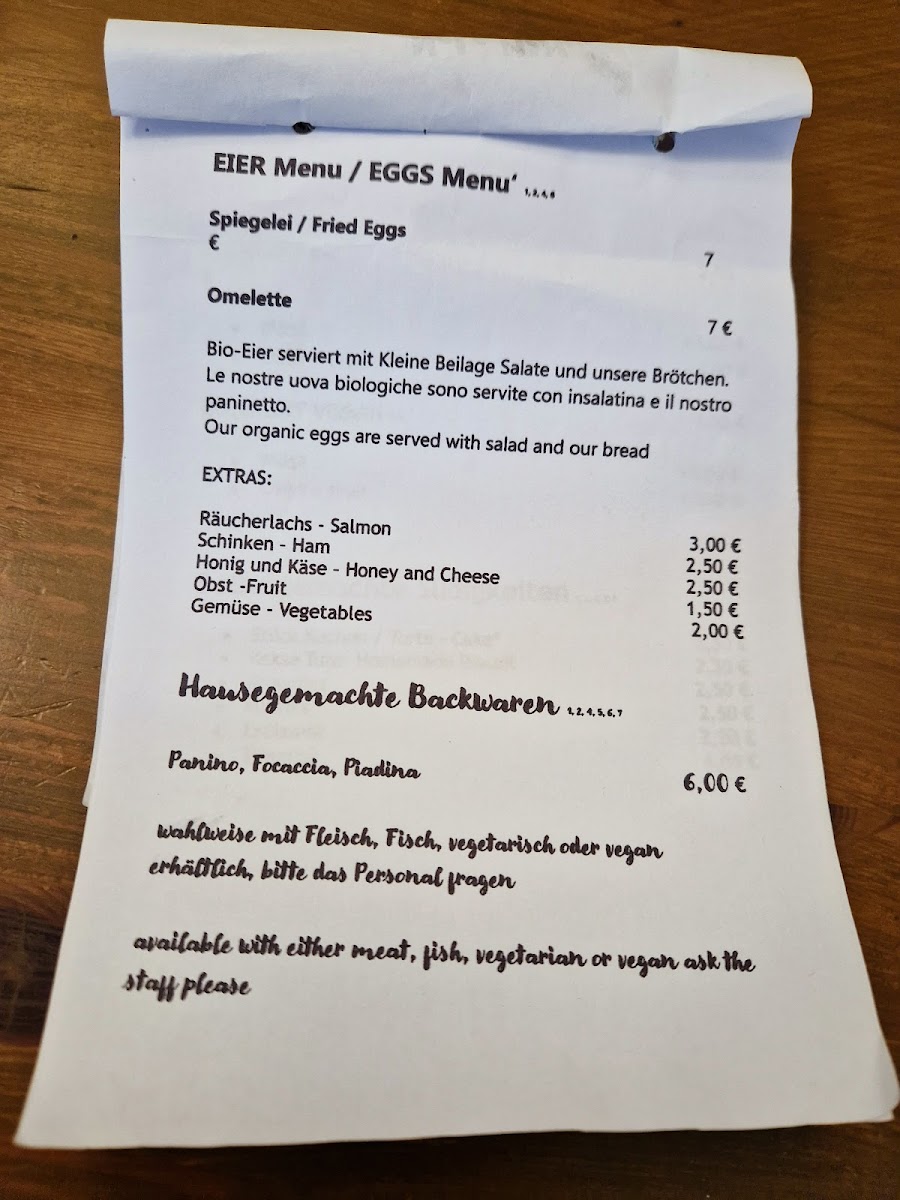 EIER Menu / EGGS Menu‘ 1,3,4,6
Spiegelei / Fried Eggs
€ 7
Omelette
7 €
Bio-Eier serviert mit Kleine Beilage Salate und unsere Brötchen.
Le nostre uova biologiche sono servite con insalatina e il nostro
paninetto.
Our organic eggs are served with salad and our bread
EXTRAS:
Räucherlachs - Salmon 3,00 €
Schinken - Ham 2,50 €
Honig und Käse - Honey and Cheese 2,50 €
Obst -Fruit 1,50 €
Gemüse - Vegetables 2,00 €
Hausegemachte Backwaren 1, 2, 4, 5, 6, 7
Panino, Focaccia, Piadina 6,00 €
wahlweise mit Fleisch, Fisch, vegetarisch oder vegan
erhältlich, bitte das Personal fragen
available with either meat, fish, vegetarian or vegan ask the
staff please